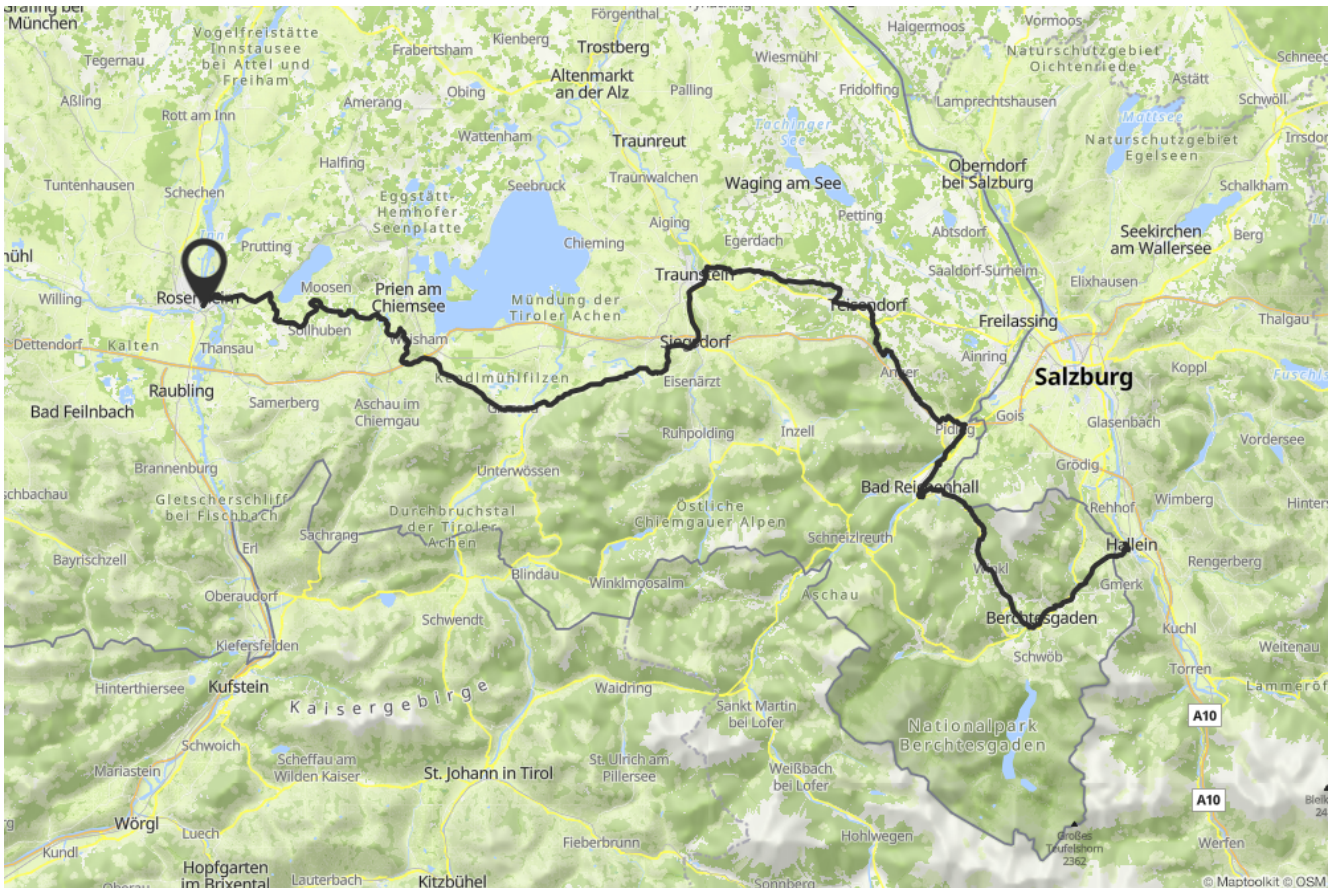 Grafing bei
München
Vogelfreistätte
Innstausee
bei Attel und
Freiham
Förgenthal
Kienberg
Trostberg
Haigermoos
Vormoos
Naturschutzgebiet
Oichtenriede
Tegernau
Frabertsham
Wiesmühl
Astätt
Aßling
Amerang
Obing
Altenmarkt
an der Alz
Palling
Fridolfing
Lamprechtshausen
Schwöll
Rott am Inn
Wattenham
Traunreut
Tachinger
See
Mattsee
Naturschutzgebiet
Egelseen
Halfing
Oberndorf
bei Salzburg
Tuntenhausen
Schechen
Seebruck
Traunwalchen
Waging am See
Schalkham
Eggstätt-
Hemhofer
Seenplatte
Inn
Prutting
Chieming
Aiging
Egerdach
Petting
Abtsdorf
Seekirchen
am Wallersee
Berg
Willing
Rosenheim
Moosen
Prien am
Chiemsee
Mündung der
Tiroler Achen
Traunstein
Saaldorf-Surheim
Elixhausen
Teisendorf
Freilassing
Thalgau
Dettendorf
Kalten
Thansau
Söllhuben
Siegsdorf
Ainring
Koppl
Raubling
Kendlmühlfilzen
Eisenärzt
Anger
Salzburg
Bad Feilnbach
Samerberg
Aschau im
Chiemgau
Grassau
Ruhpolding
Inzell
Piding
Gois
Glasenbach
Vordersee
Brannenburg
Unterwössen
Grödig
Gletscherschliff
bei Fischbach
Durchbruchstal
der Tiroler
Achen
Östliche
Chiemgauer Alpen
Bad Reichenhall
Wimberg
Rehhof
Bayrischzell
Erl
Sachrang
Schneizlreuth
Hallein
Rengerberg
Oberaudorf
Blindau
Winklmoosalm
Aschau
Winkl
Gmerk
Schwendt
Berchtesgaden
Kuchl
Kiefersfelden
Schwöb
Weitenau
Hinterthiersee
Kufstein
Kaisergebirge
Waidring
Sankt Martin
bei Lofer
Torren
A10
Nationalpark
Berchtesgaden
Schwoich
Mariastein
Scheffau am
Wilden Kaiser
St. Johann in Tirol
St. Ulrich am
Pillersee
Weißbach
bei Lofer
A10
Wörgl
Luech
Fieberbrunn
Hohlwegen
Großes
Teufelshorn
2362
Werfen
Kundl
Hopfgarten
im Brixental
Lauterbach
Kitzbühel
Sonnberg
© Maptoolkit © OSM